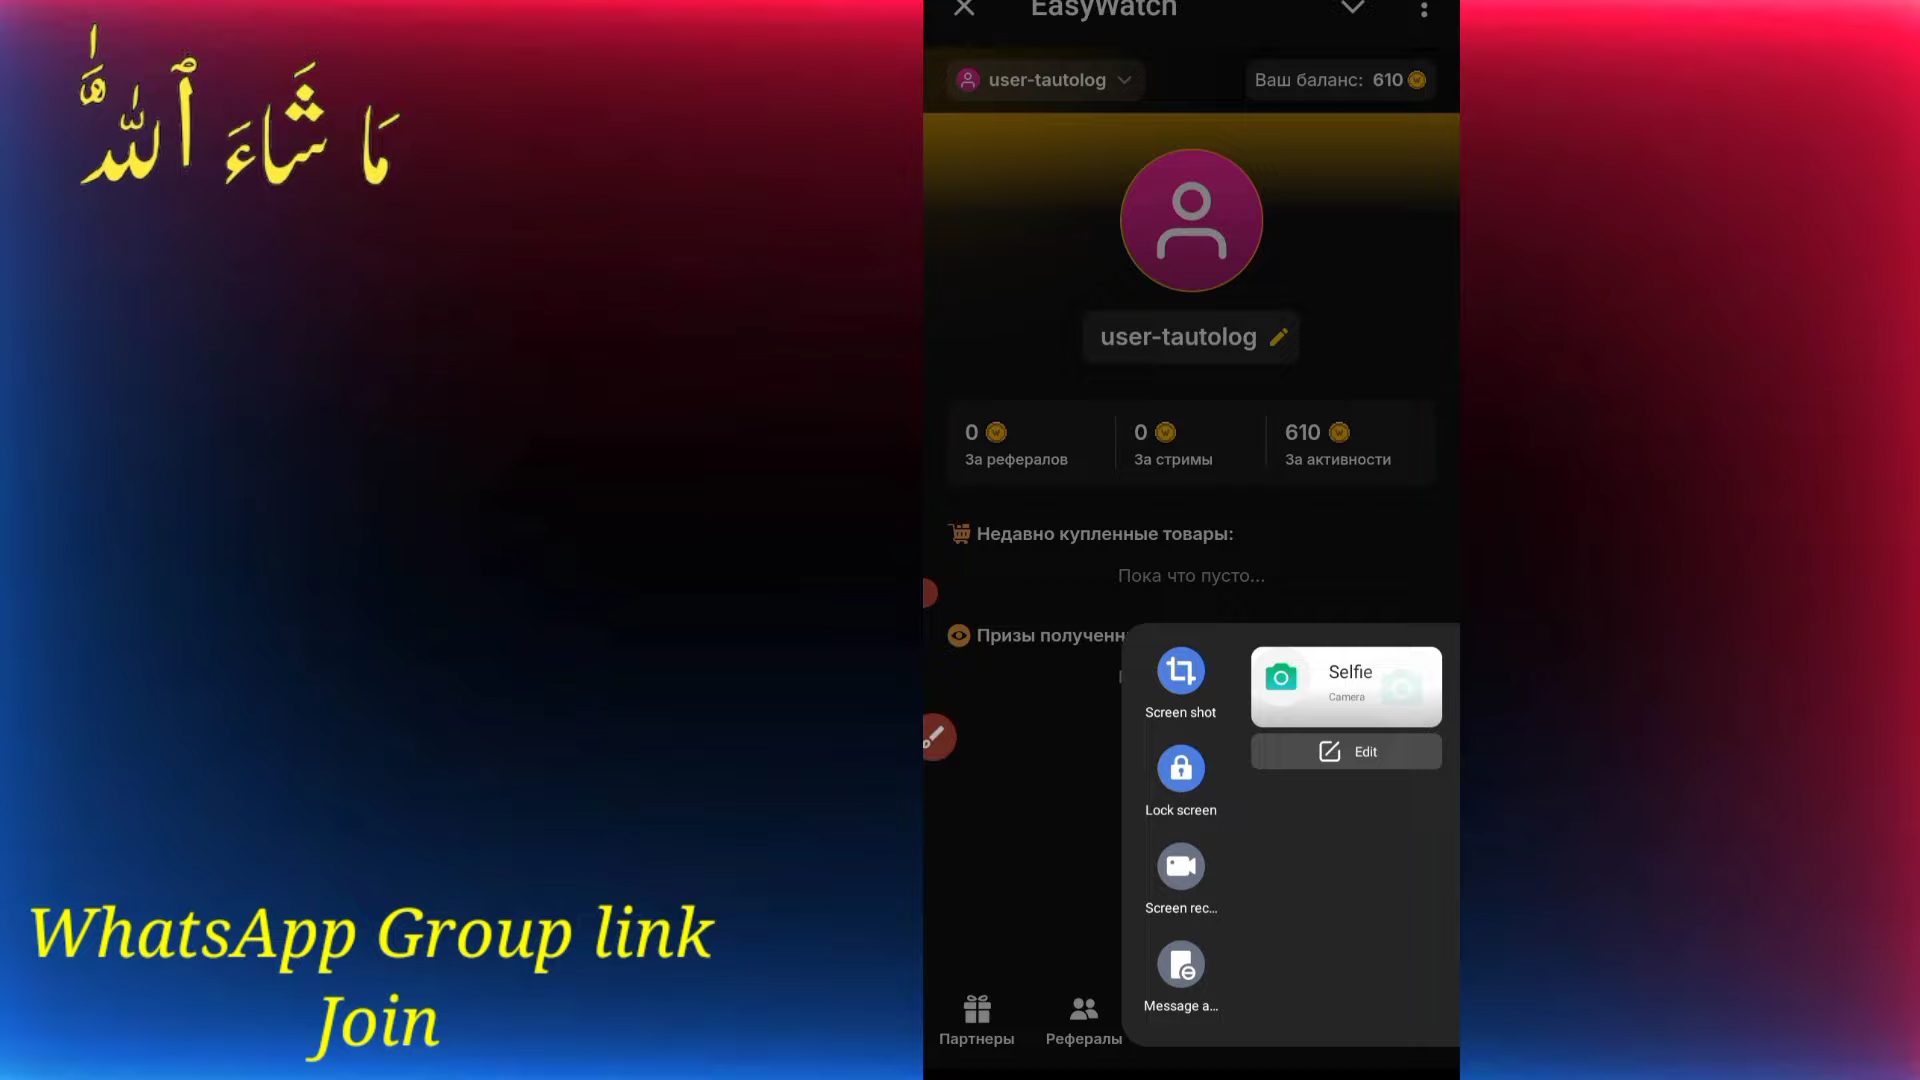 مَا شَاءَ ٱللَّٰهُ
EasyWatch
user-tautolog
Ваш баланс: 610
user-tautolog
0
За рефералов
0
За стримы
610
За активности
Недавно купленные товары:
Пока что пусто...
Призы
Screen shot
Selfie
Camera
Edit
Lock screen
Screen rec...
Message a...
Партнеры
Рефералы
WhatsApp Group link
Join